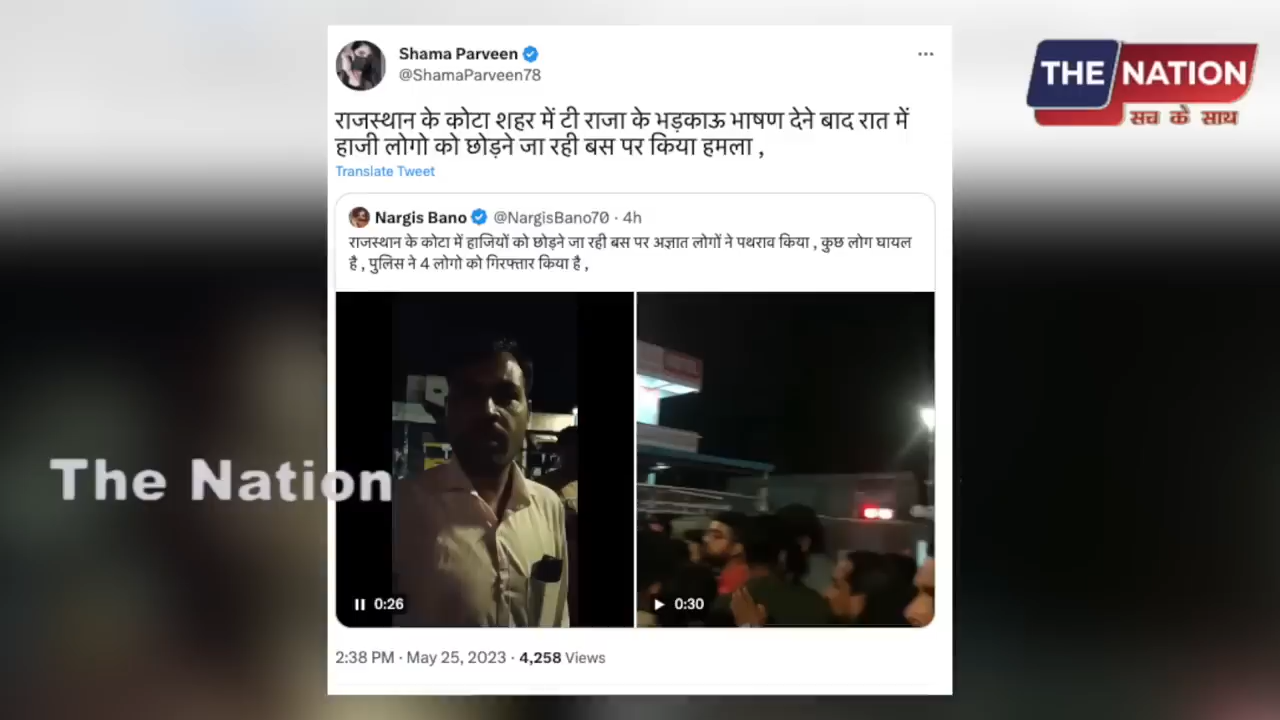 Shama Parveen
@ShamaParveen78
THE NATION
सच के साथ
राजस्थान के कोटा शहर में टी राजा के भड़काऊ भाषण देने बाद रात में
हाजी लोगो को छोड़ने जा रही बस पर किया हमला ,
Translate Tweet
Nargis Bano @NargisBano70 · 4h
राजस्थान के कोटा में हाजियों को छोड़ने जा रही बस पर अज्ञात लोगों ने पथराव किया , कुछ लोग घायल
है , पुलिस ने 4 लोगो को गिरफ्तार किया है ,
The Nation
0:26
0:30
2:38 PM · May 25, 2023 · 4,258 Views